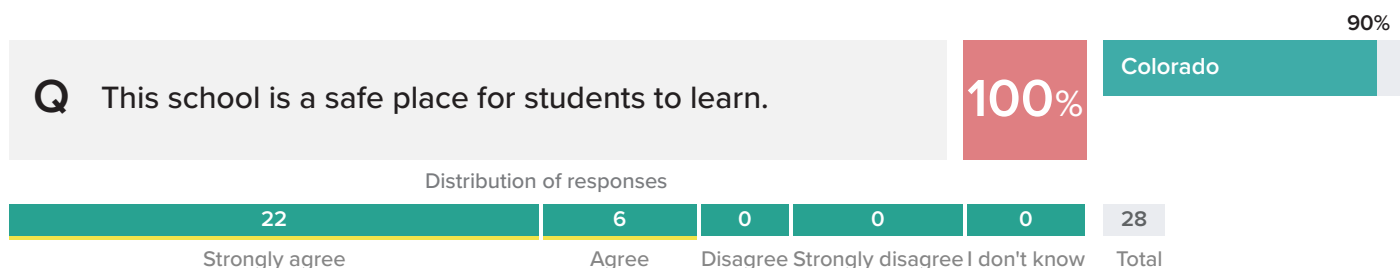 90%
Q This school is a safe place for students to learn. 100% Colorado
Distribution of responses
22 6 0 0 0 28
Strongly agree Agree Disagree Strongly disagree I don't know Total